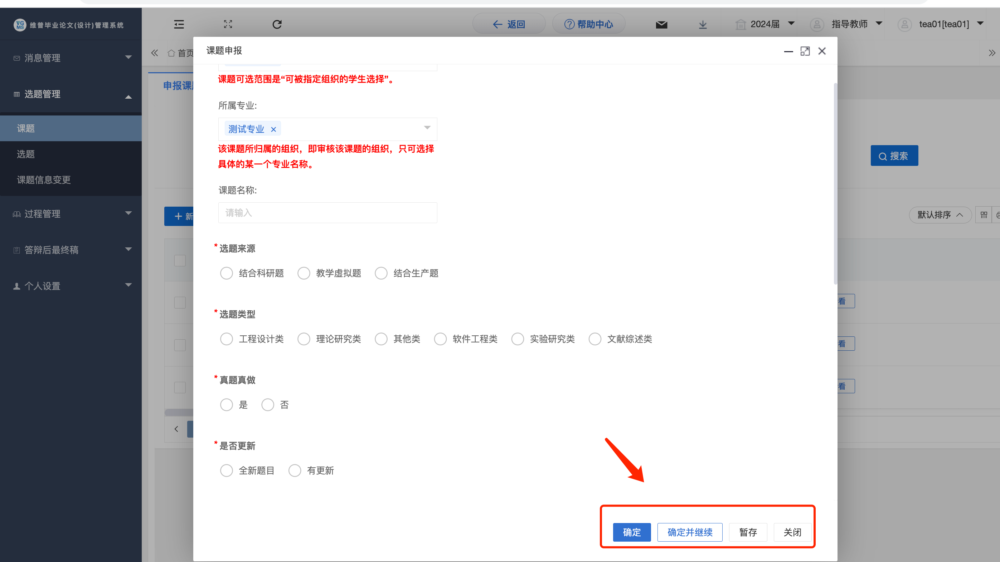 VG
MS
维普毕业论文(设计)管理系统
返回
帮助中心
2024届
指导教师
tea01[tea01]
消息管理
选题管理
课题
选题
课题信息变更
过程管理
答辩后最终稿
个人设置
首页
申报课
搜索
新
默认排序
看
看
看
课题申报
课题可选范围是“可被指定组织的学生选择”。
所属专业:
测试专业
该课题所归属的组织，即审核该课题的组织，只可选择
具体的某一个专业名称。
课题名称:
请输入
*选题来源
结合科研题 教学虚拟题 结合生产题
*选题类型
工程设计类 理论研究类 其他类 软件工程类 实验研究类 文献综述类
*真题真做
是 否
*是否更新
全新题目 有更新
确定 确定并继续 暂存 关闭